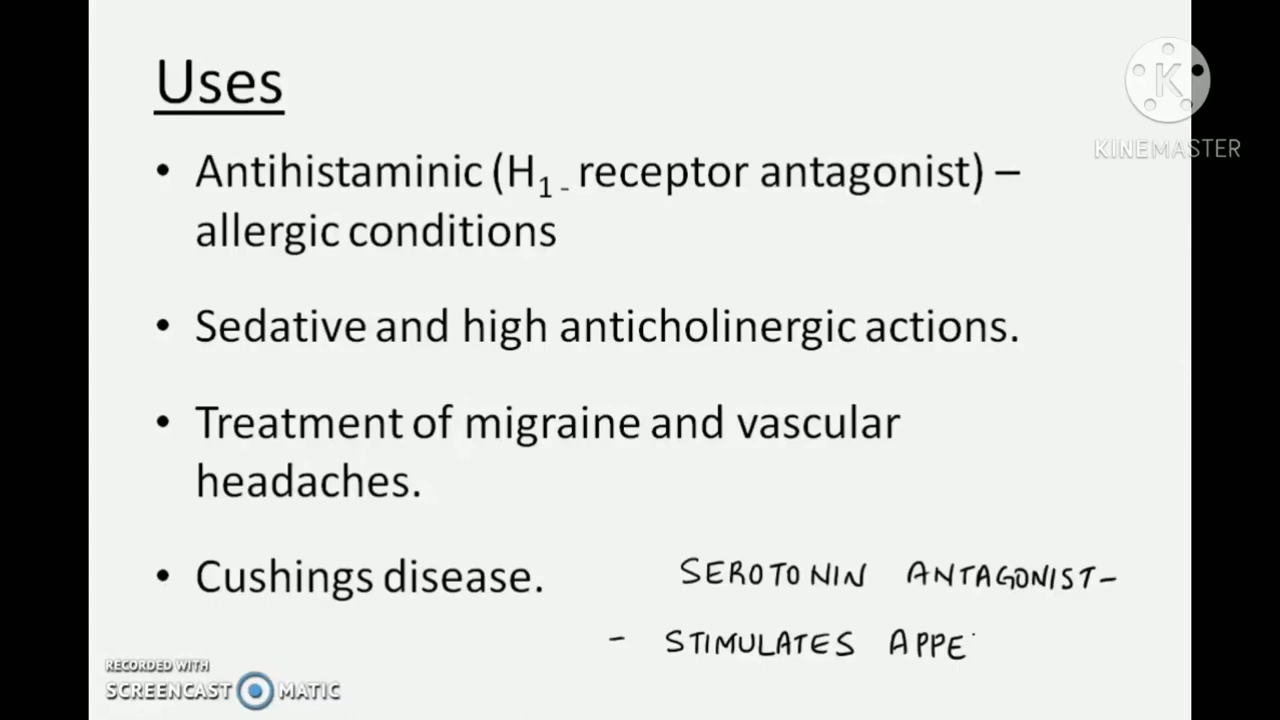 Uses
KINEMASTER
• Antihistaminic (H₁ - receptor antagonist) –
allergic conditions
• Sedative and high anticholinergic actions.
• Treatment of migraine and vascular
headaches.
• Cushings disease.
SEROTONIN ANTAGONIST-
- STIMULATES APPE
RECORDED WITH
SCREENCAST MATIC